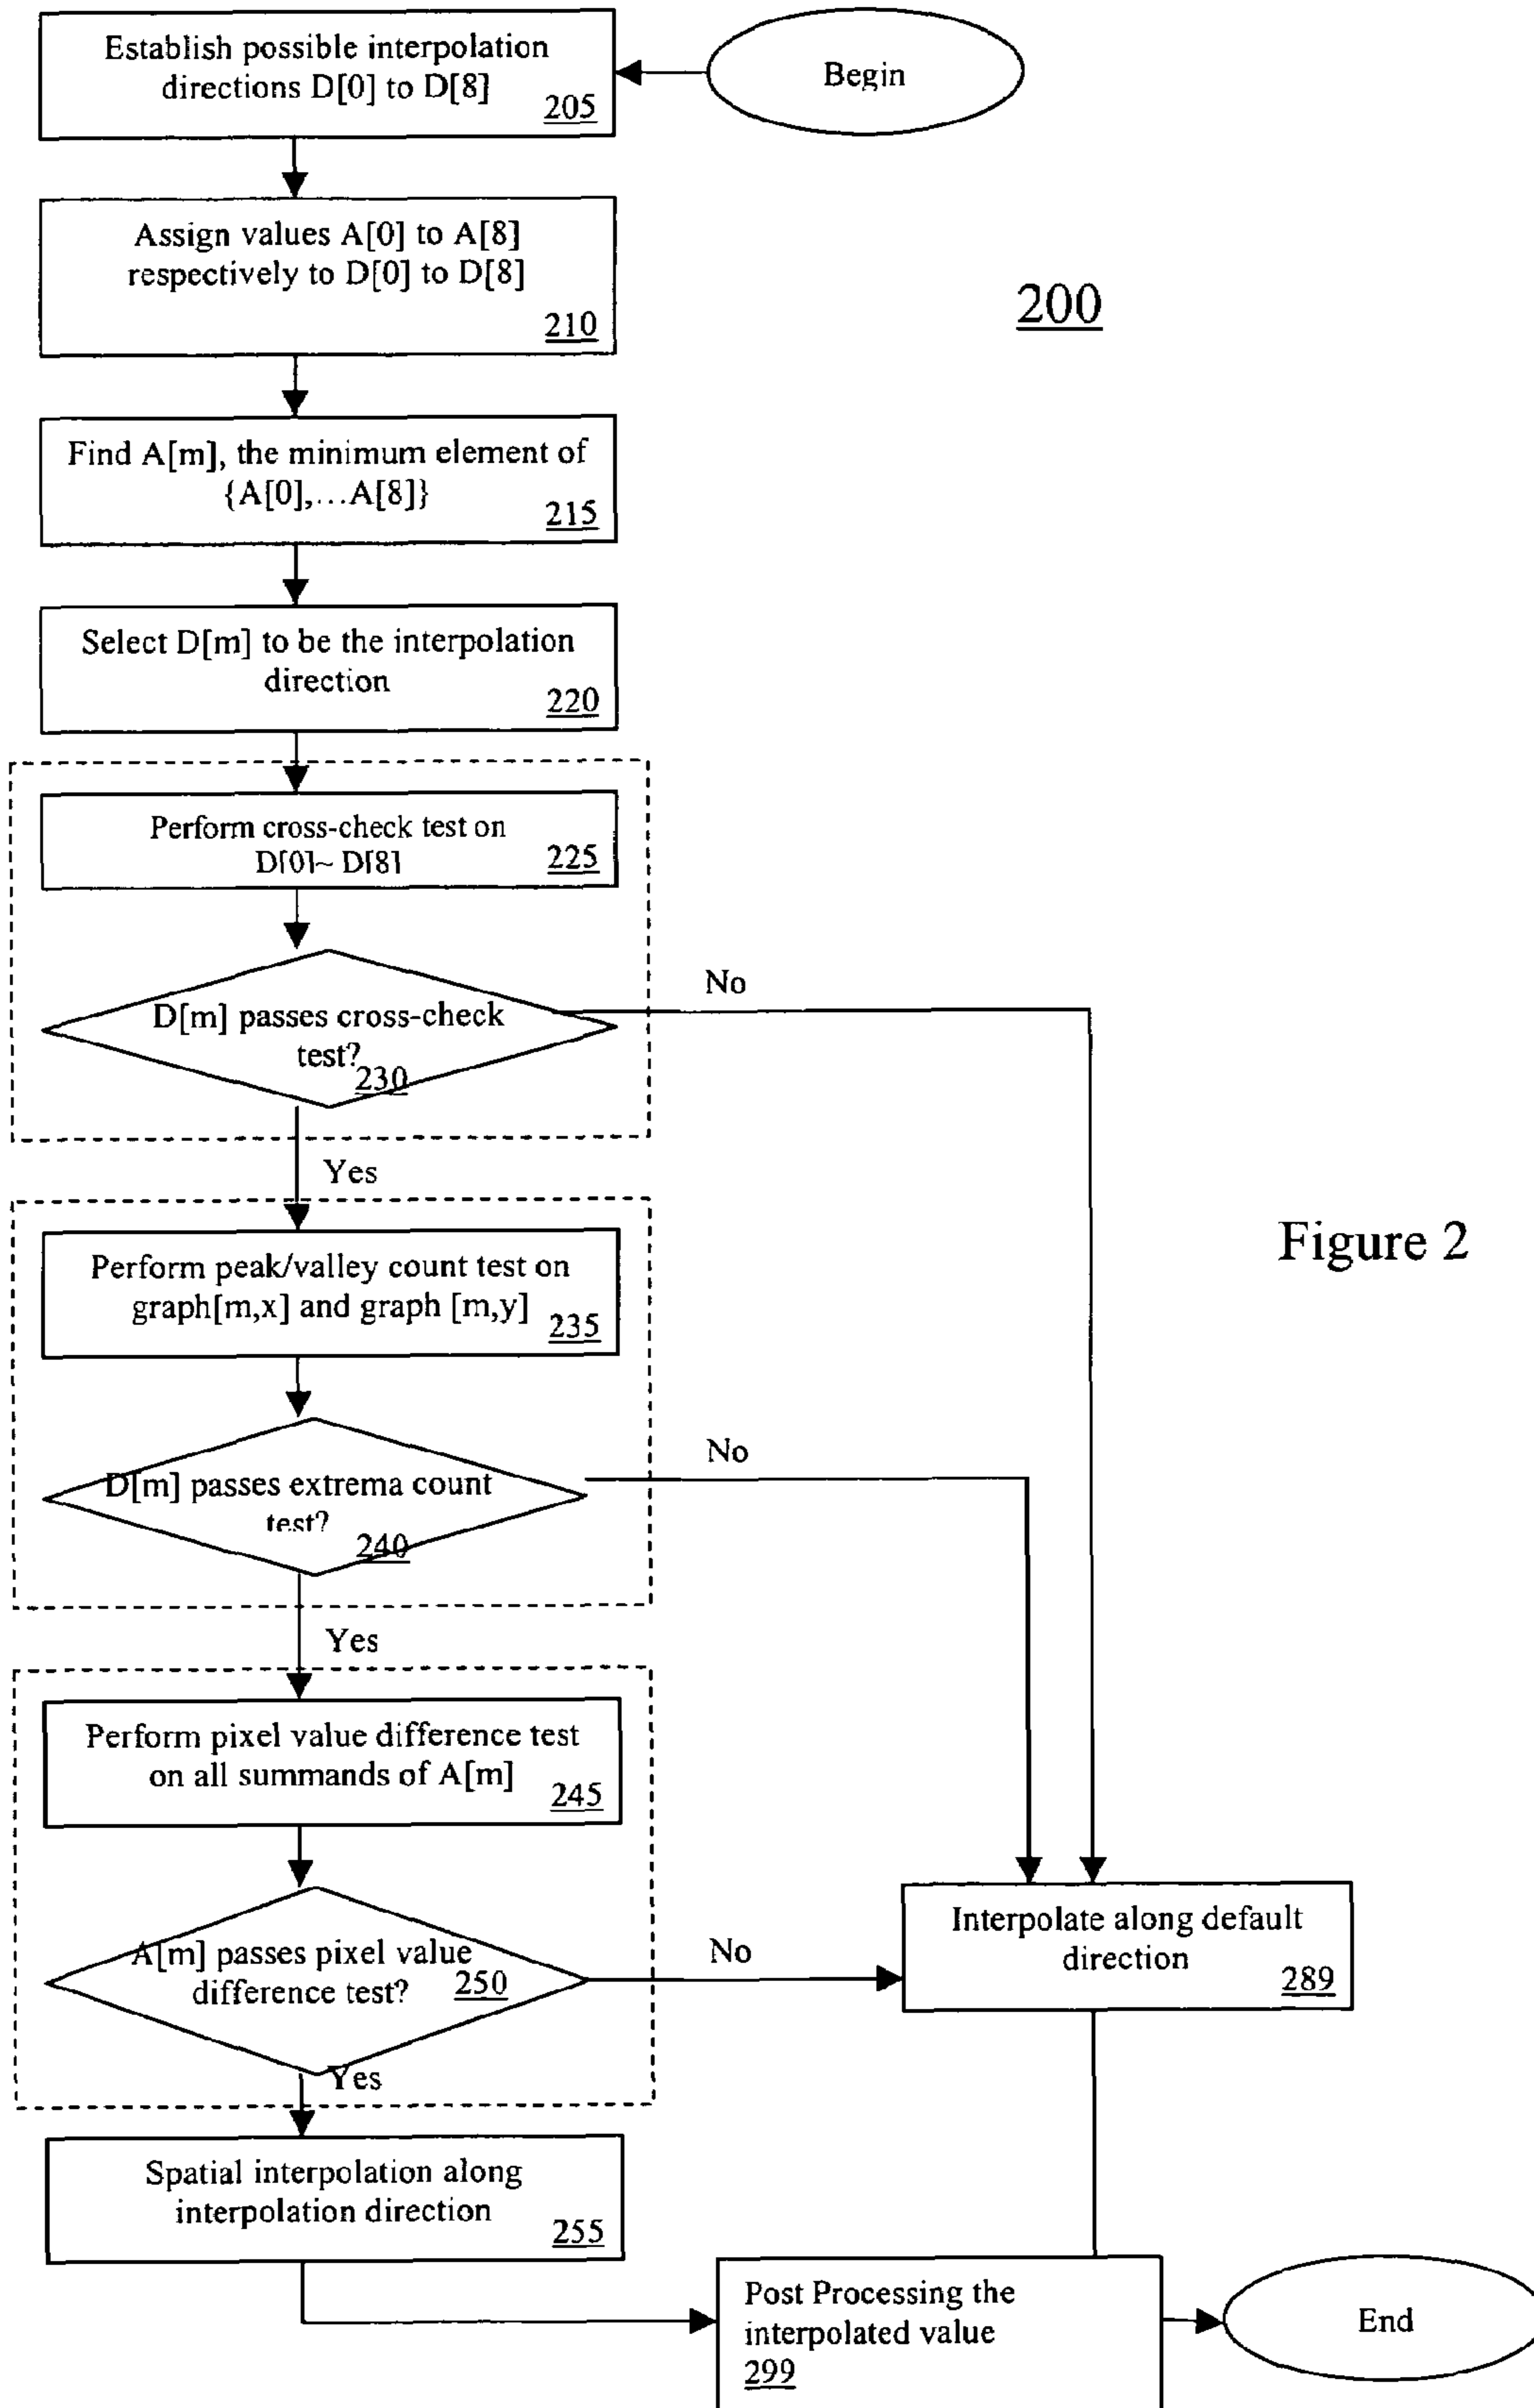 Establish possible interpolation
directions D[0] to D[8]
205
Begin
Assign values A[0] to A[8]
respectively to D[0] to D[8]
210
200
Find A[m], the minimum element of
{A[0],...A[8]}
215
Select D[m] to be the interpolation
direction
220
Perform cross-check test on
D[0]~ D[8]
225
No
D[m] passes cross-check
test?
230
Yes
Perform peak/valley count test on
graph[m,x] and graph [m,y]
235
Figure 2
No
D[m] passes extrema count
test?
240
Yes
Perform pixel value difference test
on all summands of A[m]
245
Interpolate along default
direction
289
No
A[m] passes pixel value
difference test?
250
Yes
Spatial interpolation along
interpolation direction
255
Post Processing the
interpolated value
299
End